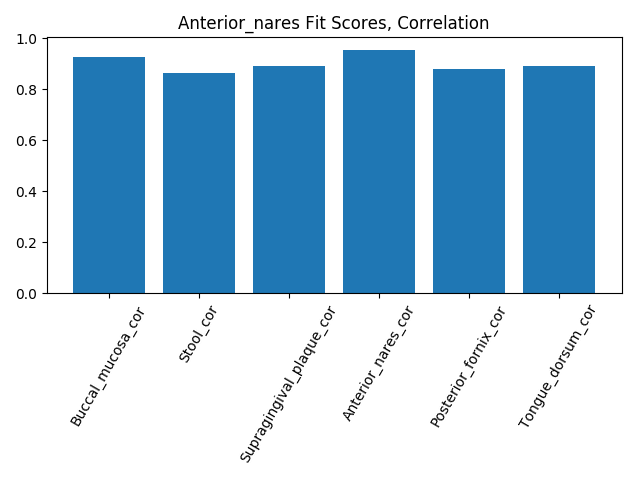 Anterior_nares Fit Scores, Correlation
1.0
0.8
0.6
0.4
0.2
0.0
Buccal_mucosa_cor
Stool_cor
Supragingival_plaque_cor
Anterior_nares_cor
Posterior_fornix_cor
Tongue_dorsum_cor